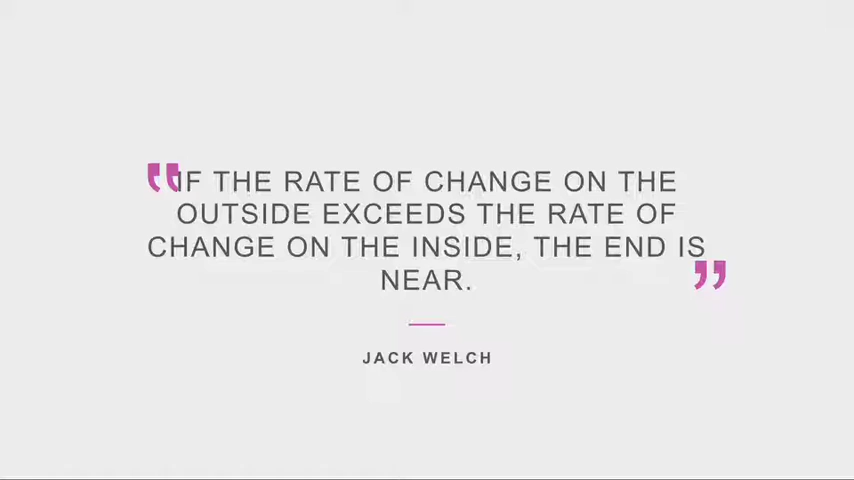 ❝IF THE RATE OF CHANGE ON THE
OUTSIDE EXCEEDS THE RATE OF
CHANGE ON THE INSIDE, THE END IS
NEAR.❞
JACK WELCH